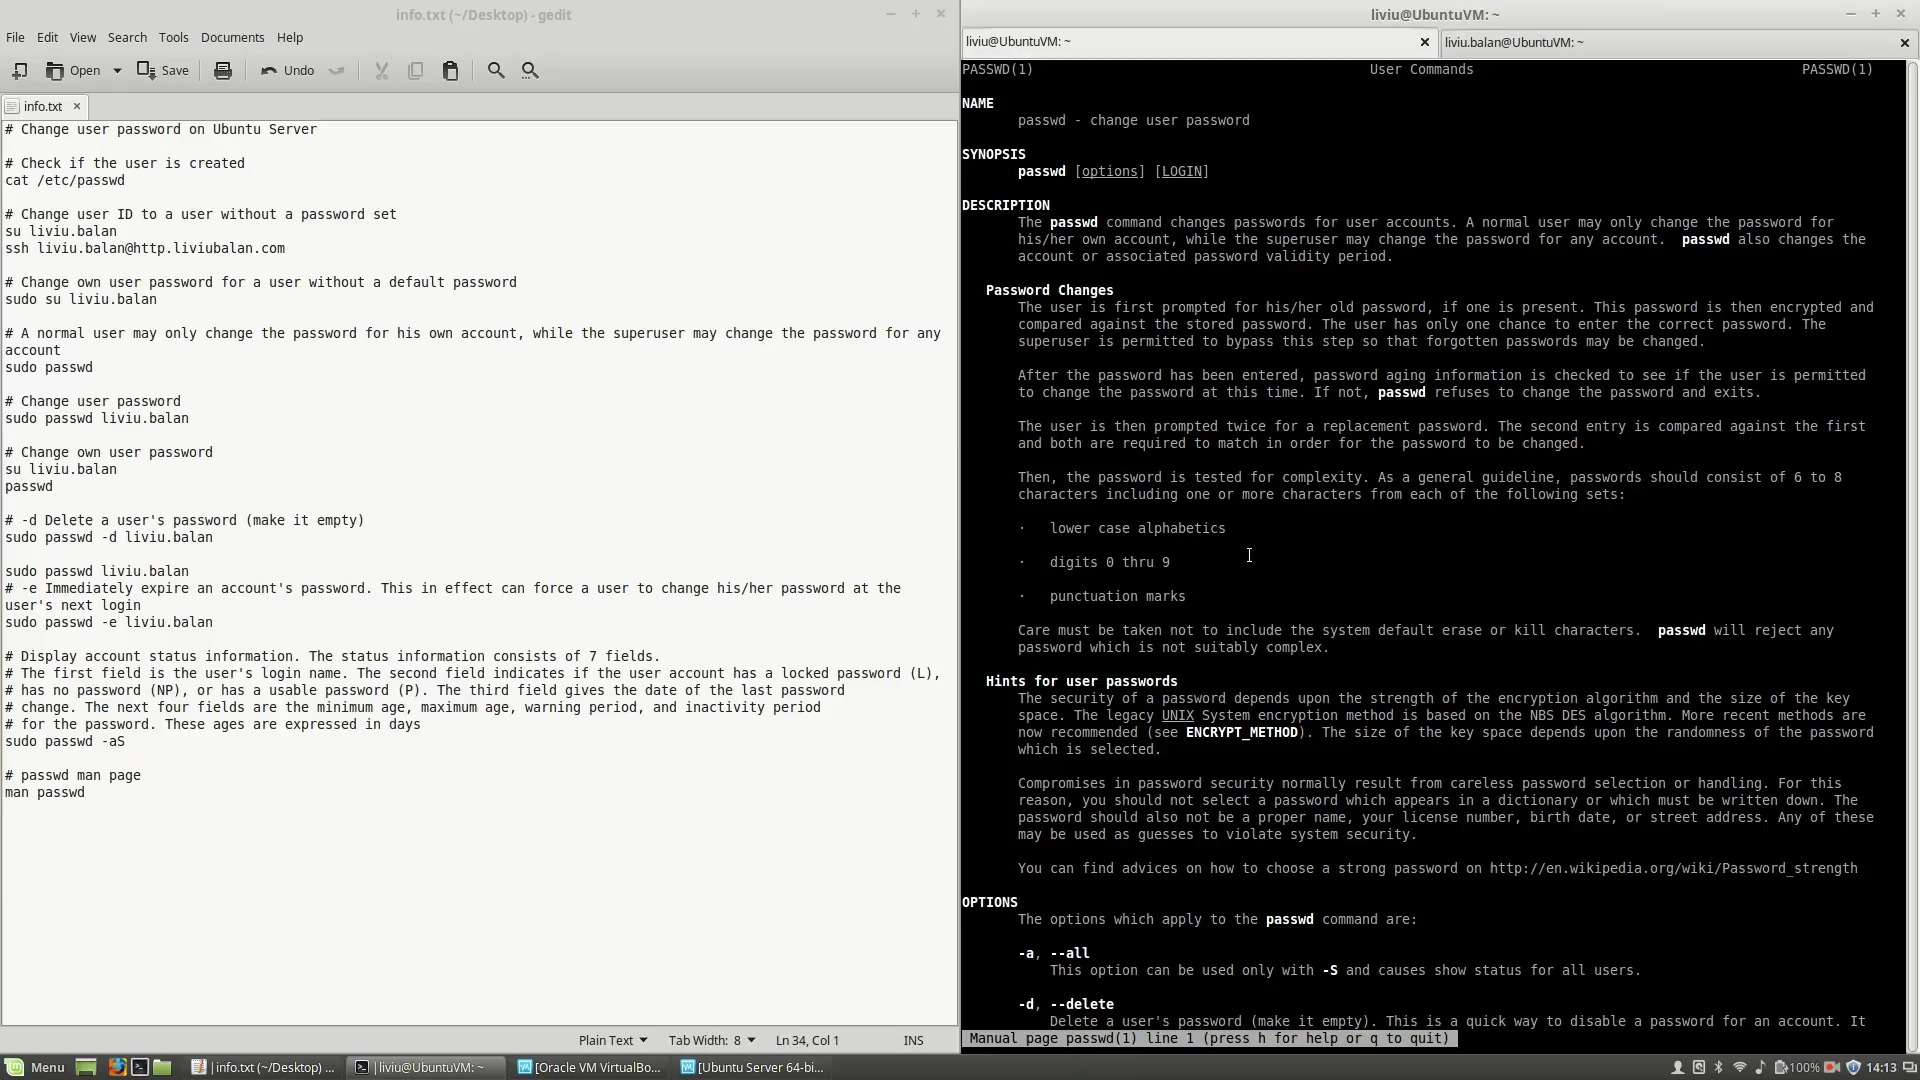 info.txt (~/Desktop) - gedit
File Edit View Search Tools Documents Help
Open Save Undo
info.txt
# Change user password on Ubuntu Server
# Check if the user is created
cat /etc/passwd
# Change user ID to a user without a password set
su liviu.balan
ssh liviu.balan@http.liviubalan.com
# Change own user password for a user without a default password
sudo su liviu.balan
# A normal user may only change the password for his own account, while the superuser may change the password for any
account
sudo passwd
# Change user password
sudo passwd liviu.balan
# Change own user password
su liviu.balan
passwd
# -d Delete a user's password (make it empty)
sudo passwd -d liviu.balan
sudo passwd liviu.balan
# -e Immediately expire an account's password. This in effect can force a user to change his/her password at the
user's next login
sudo passwd -e liviu.balan
# Display account status information. The status information consists of 7 fields.
# The first field is the user's login name. The second field indicates if the user account has a locked password (L),
# has no password (NP), or has a usable password (P). The third field gives the date of the last password
# change. The next four fields are the minimum age, maximum age, warning period, and inactivity period
# for the password. These ages are expressed in days
sudo passwd -aS
# passwd man page
man passwd
Plain Text Tab Width: 8 Ln 34, Col 1 INS
liviu@UbuntuVM: ~
liviu@UbuntuVM: ~ liviu.balan@UbuntuVM: ~
PASSWD(1) User Commands PASSWD(1)
NAME
passwd - change user password
SYNOPSIS
passwd [options] [LOGIN]
DESCRIPTION
The passwd command changes passwords for user accounts. A normal user may only change the password for
his/her own account, while the superuser may change the password for any account. passwd also changes the
account or associated password validity period.
Password Changes
The user is first prompted for his/her old password, if one is present. This password is then encrypted and
compared against the stored password. The user has only one chance to enter the correct password. The
superuser is permitted to bypass this step so that forgotten passwords may be changed.
After the password has been entered, password aging information is checked to see if the user is permitted
to change the password at this time. If not, passwd refuses to change the password and exits.
The user is then prompted twice for a replacement password. The second entry is compared against the first
and both are required to match in order for the password to be changed.
Then, the password is tested for complexity. As a general guideline, passwords should consist of 6 to 8
characters including one or more characters from each of the following sets:
· lower case alphabetics
· digits 0 thru 9
· punctuation marks
Care must be taken not to include the system default erase or kill characters. passwd will reject any
password which is not suitably complex.
Hints for user passwords
The security of a password depends upon the strength of the encryption algorithm and the size of the key
space. The legacy UNIX System encryption method is based on the NBS DES algorithm. More recent methods are
now recommended (see ENCRYPT_METHOD). The size of the key space depends upon the randomness of the password
which is selected.
Compromises in password security normally result from careless password selection or handling. For this
reason, you should not select a password which appears in a dictionary or which must be written down. The
password should also not be a proper name, your license number, birth date, or street address. Any of these
may be used as guesses to violate system security.
You can find advices on how to choose a strong password on http://en.wikipedia.org/wiki/Password_strength
OPTIONS
The options which apply to the passwd command are:
-a, --all
This option can be used only with -S and causes show status for all users.
-d, --delete
Delete a user's password (make it empty). This is a quick way to disable a password for an account. It
Manual page passwd(1) line 1 (press h for help or q to quit)
Menu info.txt (~/Desktop) ... liviu@UbuntuVM: ~ [Oracle VM VirtualBo... [Ubuntu Server 64-bi... 100% 14:13